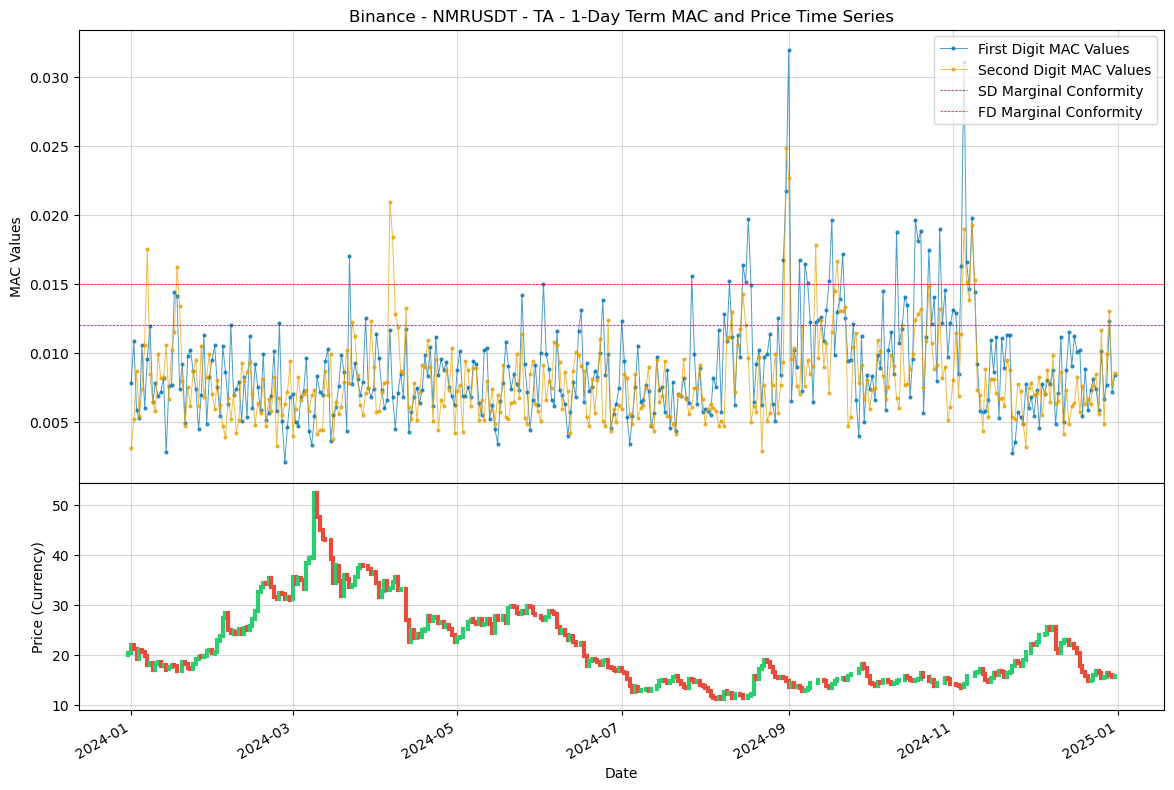 Binance - NMRUSDT - TA - 1-Day Term MAC and Price Time Series
First Digit MAC Values
Second Digit MAC Values
SD Marginal Conformity
FD Marginal Conformity
MAC Values
0.030
0.025
0.020
0.015
0.010
0.005
Price (Currency)
50
40
30
20
10
2024-01
2024-03
2024-05
2024-07
2024-09
2024-11
2025-01
Date